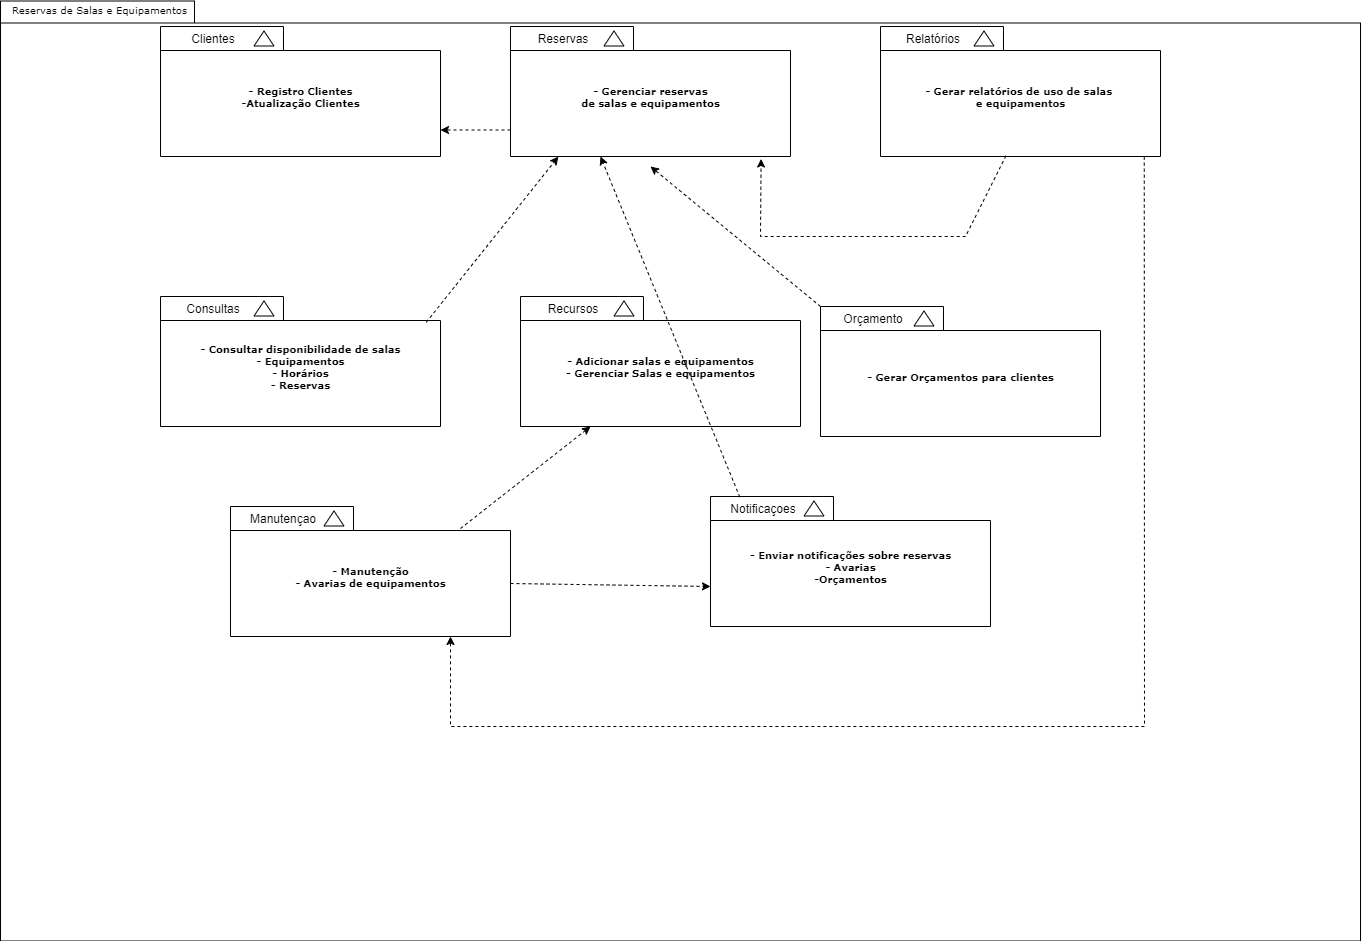 Reservas de Salas e Equipamentos
Clientes
- Registro Clientes
-Atualização Clientes
Reservas
- Gerenciar reservas
de salas e equipamentos
Relatórios
- Gerar relatórios de uso de salas
e equipamentos
Consultas
- Consultar disponibilidade de salas
- Equipamentos
- Horários
- Reservas
Recursos
- Adicionar salas e equipamentos
- Gerenciar Salas e equipamentos
Orçamento
- Gerar Orçamentos para clientes
Manutençao
- Manutenção
- Avarias de equipamentos
Notificaçoes
- Enviar notificações sobre reservas
- Avarias
-Orçamentos